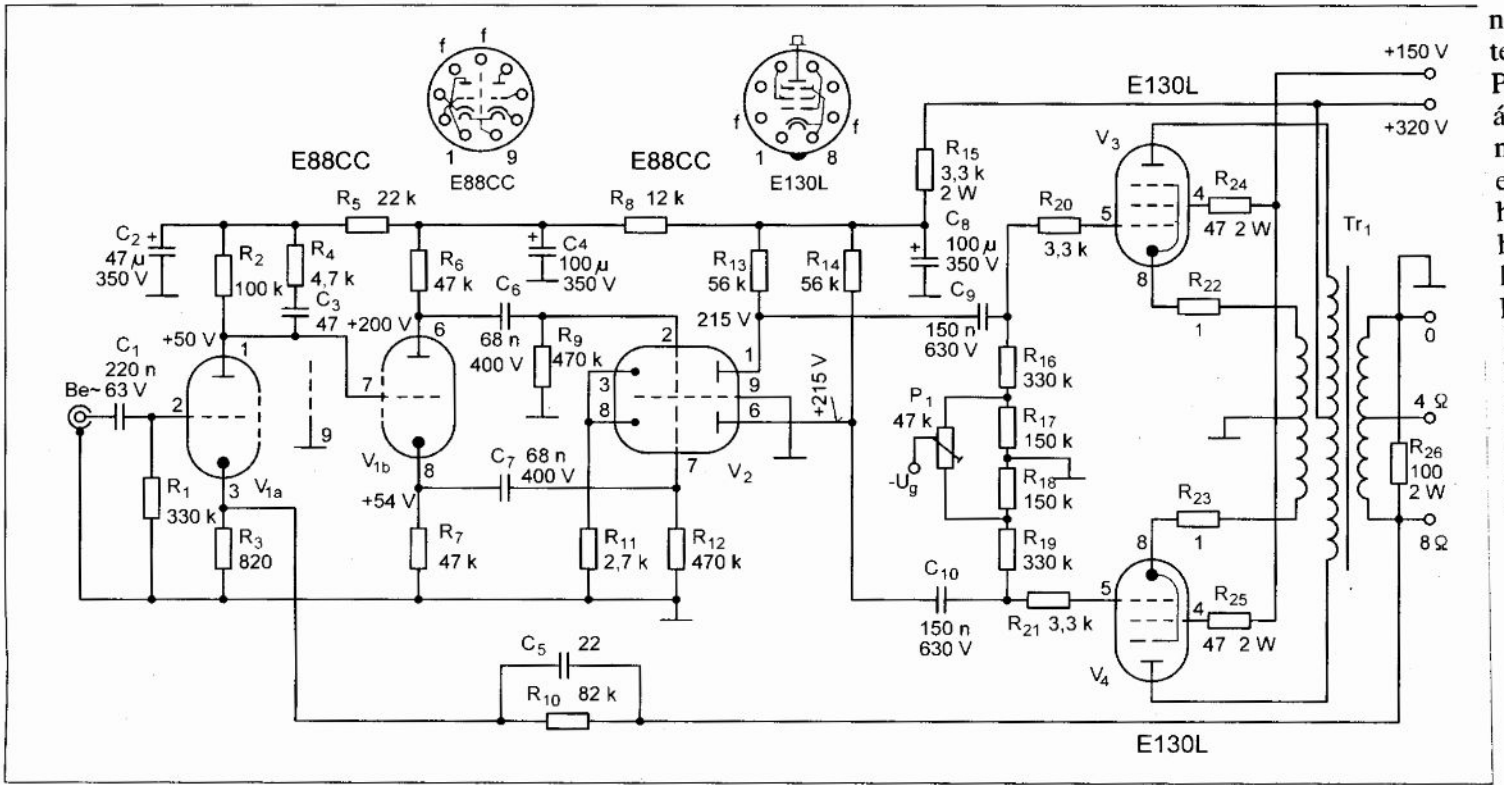 E88CC
f
f
f
1
9
E88CC
E130L
f
f
1
8
E130L
E88CC
E130L
+150 V
+320 V
R5 22 k
R8 12 k
R15
3,3 k
2 W
C2 +
47 µ
350 V
R2
100 k
R4
4,7 k
C3
47
R6
47 k
+
C4
100 µ
350 V
C6
68 n
400 V
R9
470 k
R13
56 k
R14
56 k
+
C8
100 µ
350 V
C9
150 n
630 V
R20
3,3 k
V3
5
4
8
R24
47 2 W
R22
1
Tr1
+50 V
1
+200 V
6
215 V
+215 V
C1
220 n
63 V
Be~
2
3
V1a
9
7
8
V1b
+54 V
C7 68 n
400 V
2
3
8
1
9
6
7
V2
R16
330 k
P1
47 k
-Ug
R17
150 k
R18
150 k
R19
330 k
R1
330 k
R3
820
R7
47 k
R11
2,7 k
R12
470 k
C10
150 n
630 V
R21 3,3 k
R23
1
8
5
4
V4
R25
47 2 W
0
4 Ω
R26
100
2 W
8 Ω
C5 22
R10 82 k
E130L